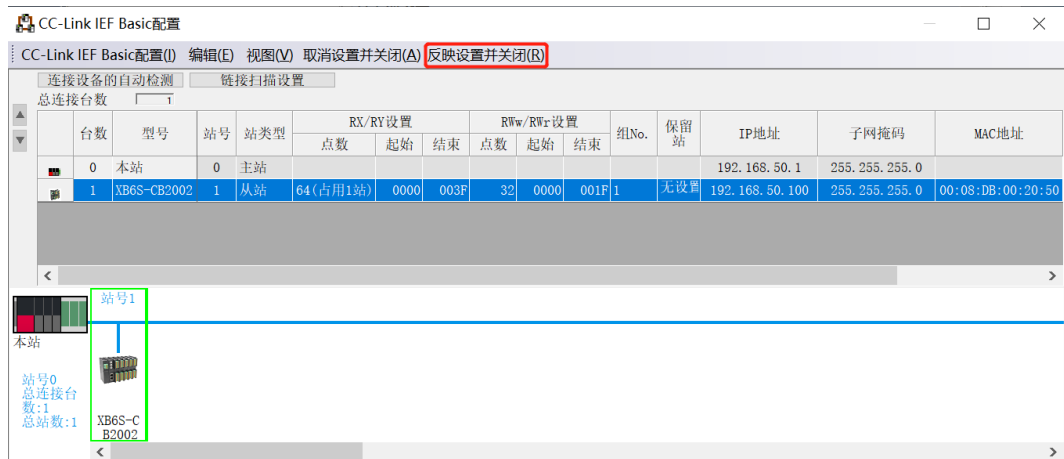 CC-Link IEF Basic配置
CC-Link IEF Basic配置(I) 编辑(E) 视图(V) 取消设置并关闭(A) 反映设置并关闭(R)
连接设备的自动检测 链接扫描设置
总连接台数 1
台数 型号 站号 站类型 RX/RY设置 RWw/RWr设置 组No. 保留站 IP地址 子网掩码 MAC地址
点数 起始 结束 点数 起始 结束
0 本站 0 主站 192.168.50.1 255.255.255.0
1 XB6S-CB2002 1 从站 64(占用1站) 0000 003F 32 0000 001F 1 无设置 192.168.50.100 255.255.255.0 00:08:DB:00:20:50
站号1
本站
站号0
总连接台
数:1
总站数:1
XB6S-C
B2002